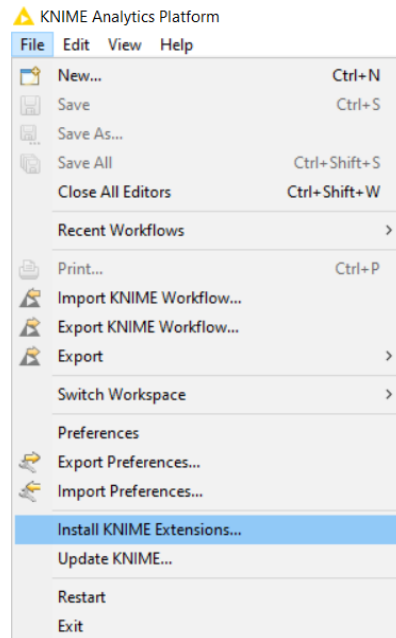 KNIME Analytics Platform
File Edit View Help
New... Ctrl+N
Save Ctrl+S
Save As...
Save All Ctrl+Shift+S
Close All Editors Ctrl+Shift+W
Recent Workflows >
Print... Ctrl+P
Import KNIME Workflow...
Export KNIME Workflow...
Export >
Switch Workspace >
Preferences
Export Preferences...
Import Preferences...
Install KNIME Extensions...
Update KNIME...
Restart
Exit